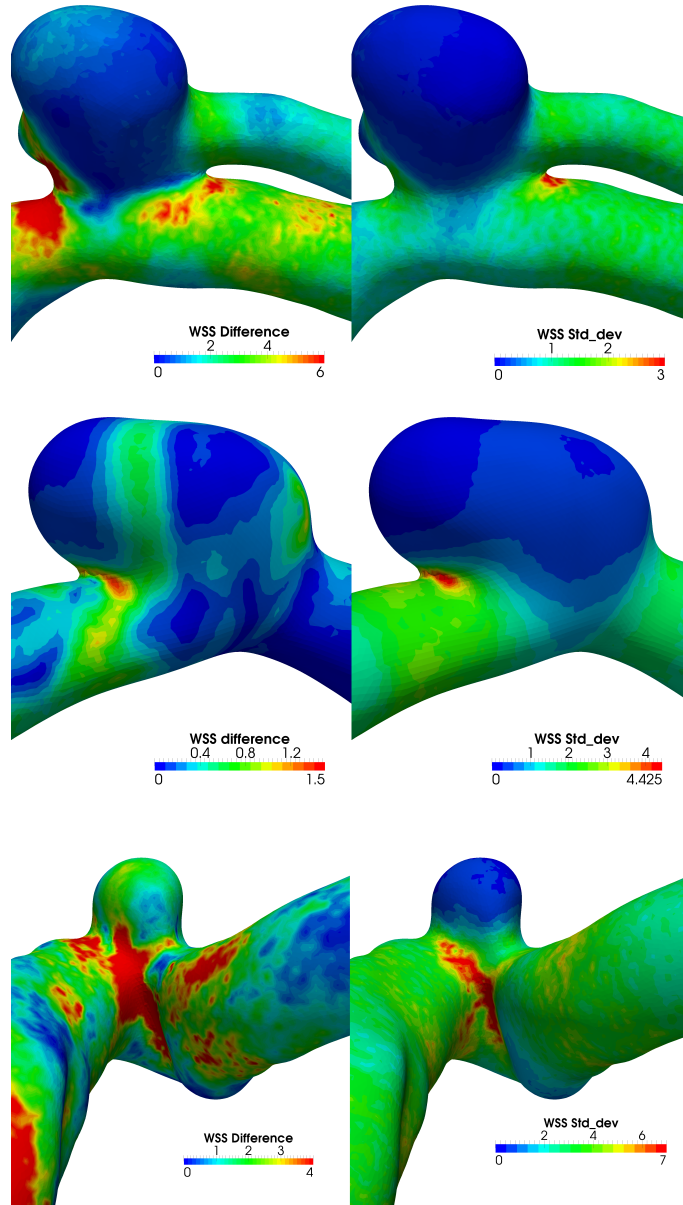 WSS Difference
2 4
0 6
WSS Std_dev
1 2
0 3
WSS difference
0.4 0.8 1.2
0 1.5
WSS Std_dev
1 2 3 4
0 4.425
WSS Difference
1 2 3
0 4
WSS Std_dev
2 4 6
0 7